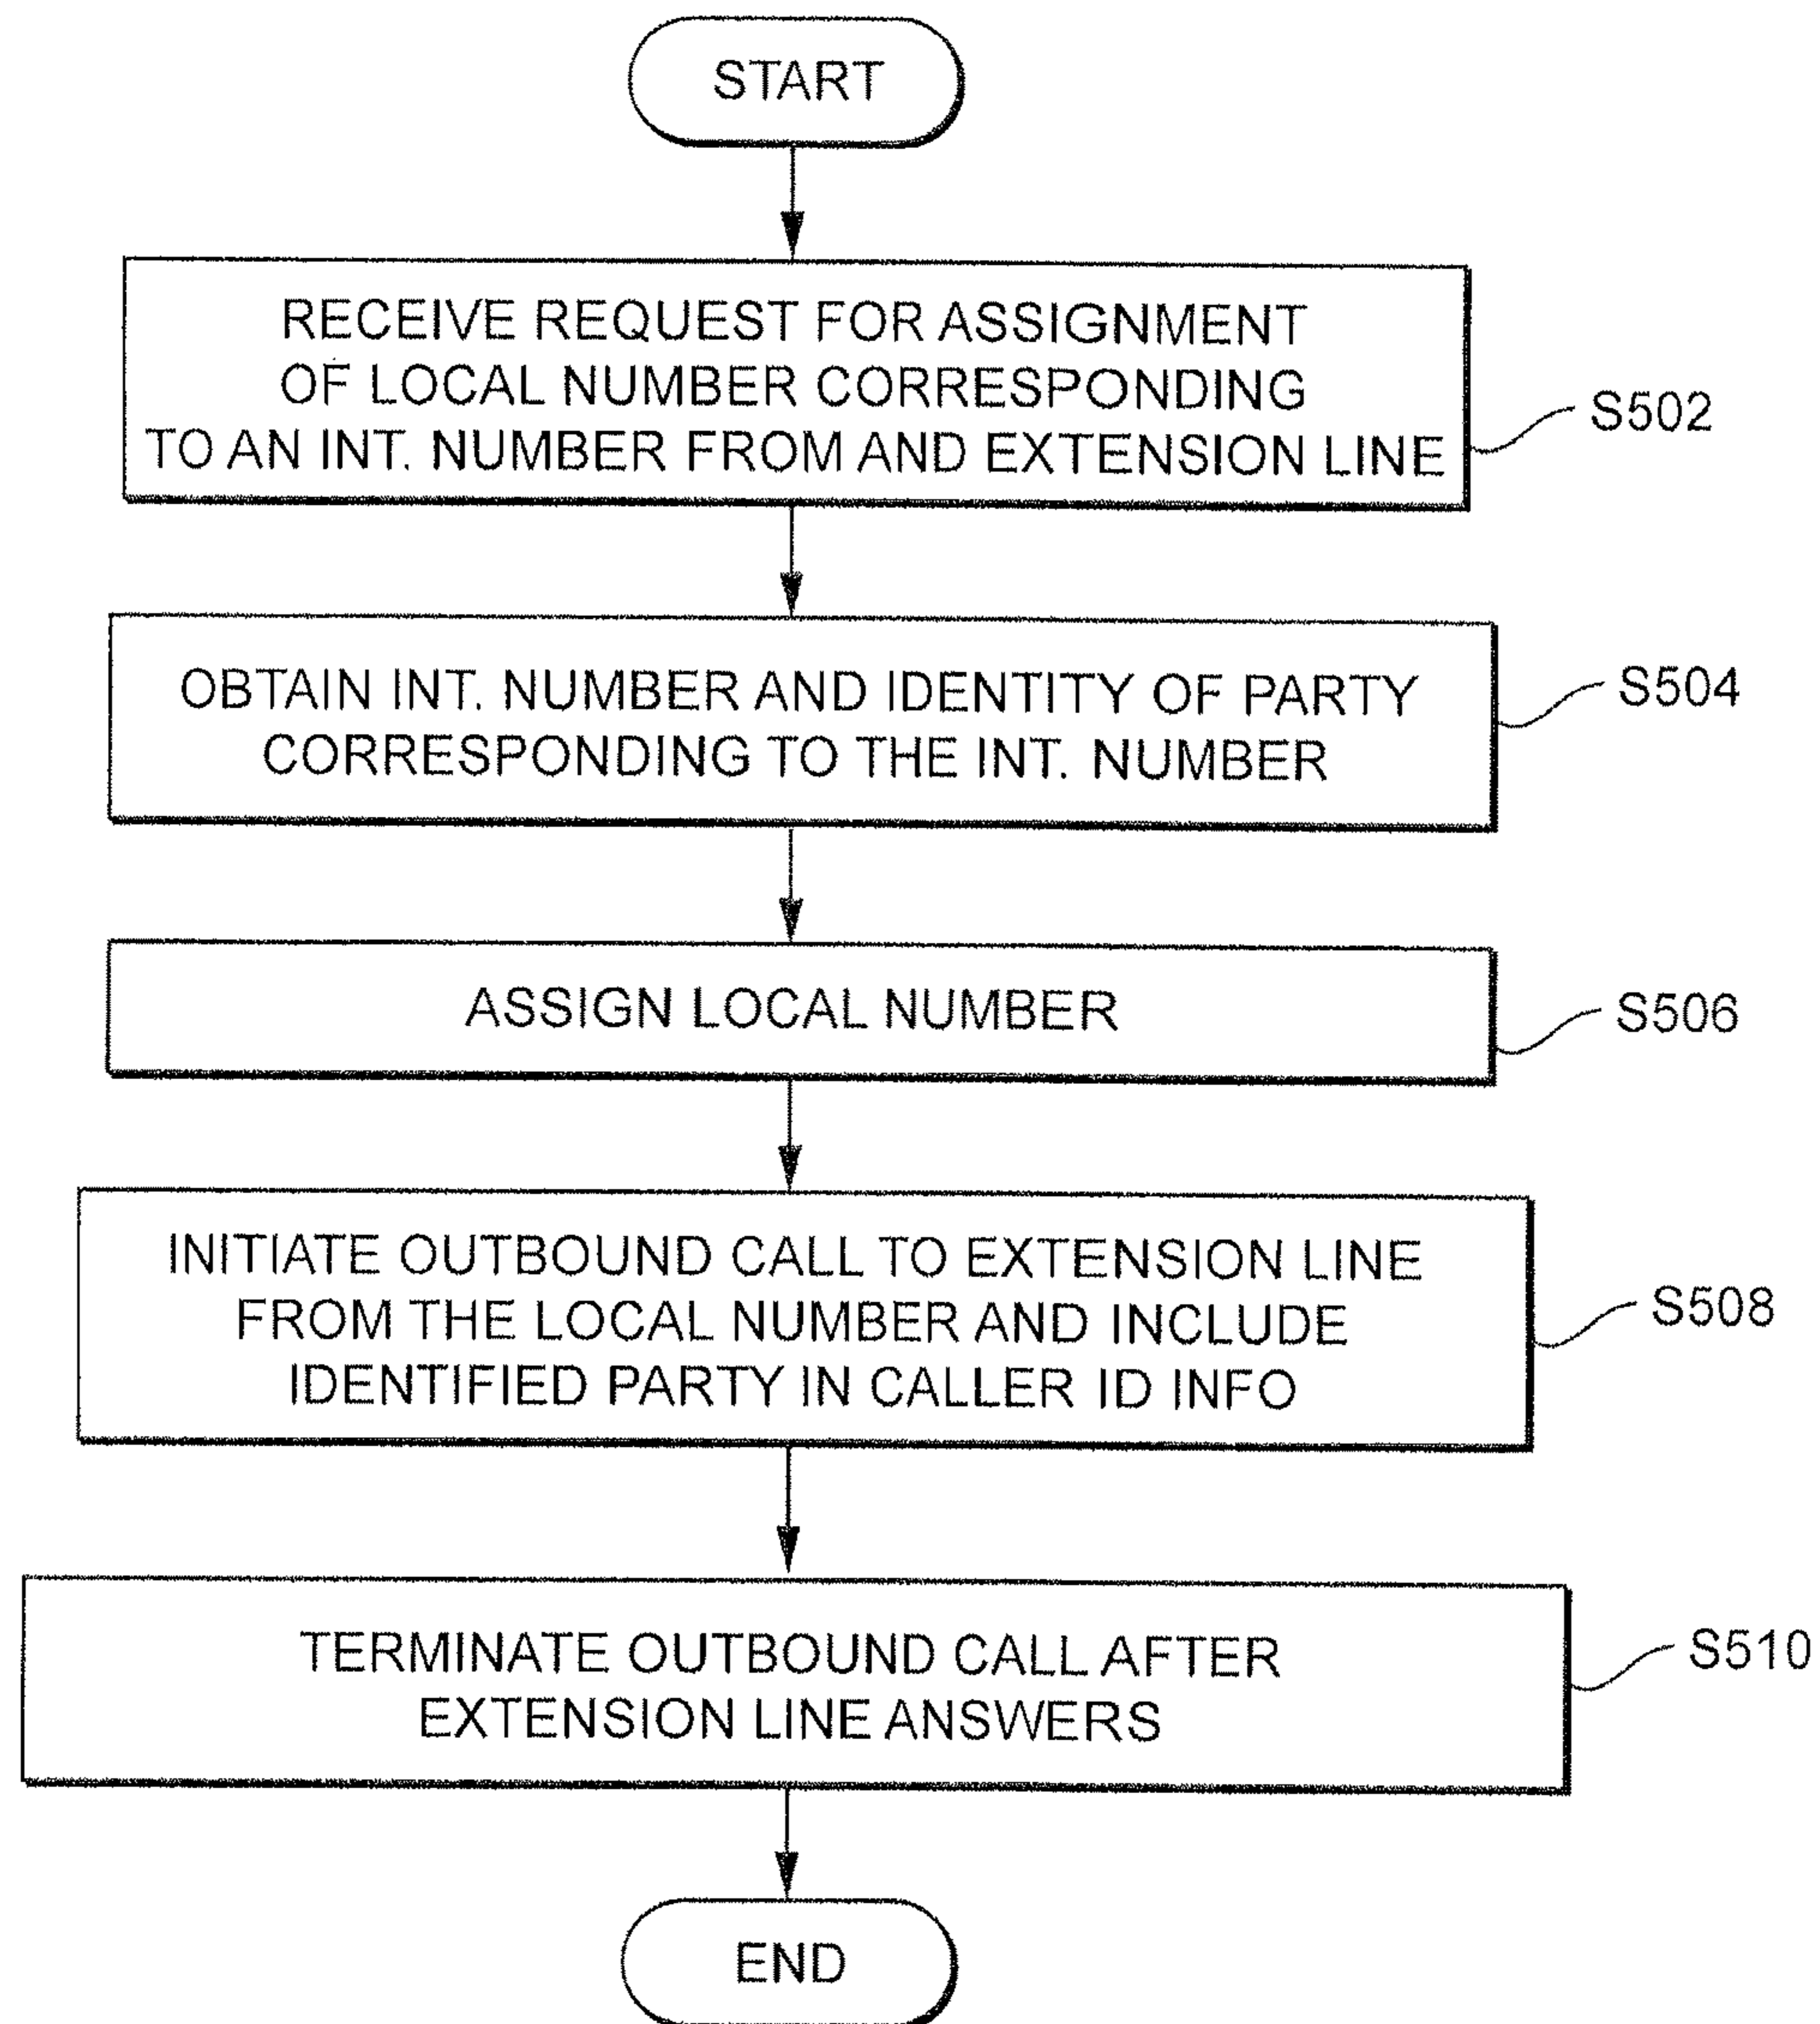 START
RECEIVE REQUEST FOR ASSIGNMENT
OF LOCAL NUMBER CORRESPONDING
TO AN INT. NUMBER FROM AND EXTENSION LINE
S502
OBTAIN INT. NUMBER AND IDENTITY OF PARTY
CORRESPONDING TO THE INT. NUMBER
S504
ASSIGN LOCAL NUMBER
S506
INITIATE OUTBOUND CALL TO EXTENSION LINE
FROM THE LOCAL NUMBER AND INCLUDE
IDENTIFIED PARTY IN CALLER ID INFO
S508
TERMINATE OUTBOUND CALL AFTER
EXTENSION LINE ANSWERS
S510
END